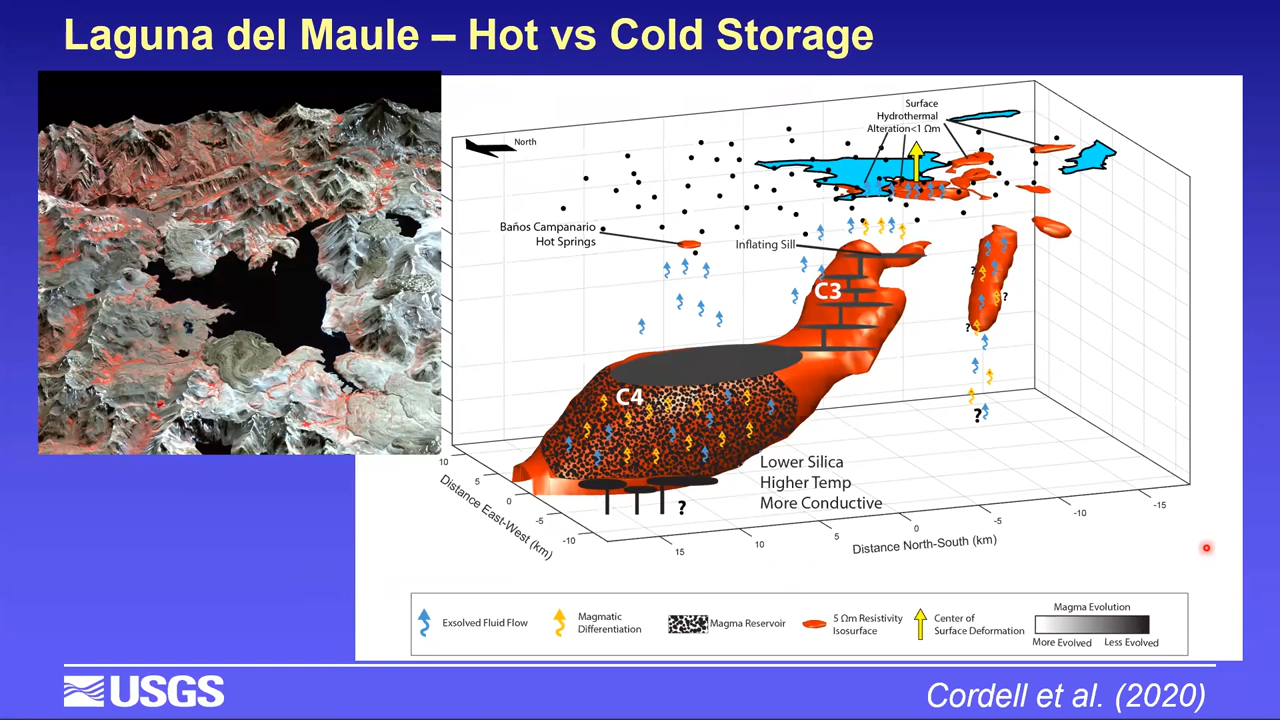 Laguna del Maule – Hot vs Cold Storage
North
Surface
Hydrothermal
Alteration<1 Ωm
Baños Campanario
Hot Springs
Inflating Sill
C3
?
?
?
C4
?
Lower Silica
Higher Temp
More Conductive
?
10
5
0
-5
-10
Distance East-West (km)
15
10
5
0
-5
-10
-15
Distance North-South (km)
Exsolved Fluid Flow
Magmatic
Differentiation
Magma Reservoir
5 Ωm Resistivity
Isosurface
Center of
Surface Deformation
Magma Evolution
More Evolved Less Evolved
USGS
Cordell et al. (2020)